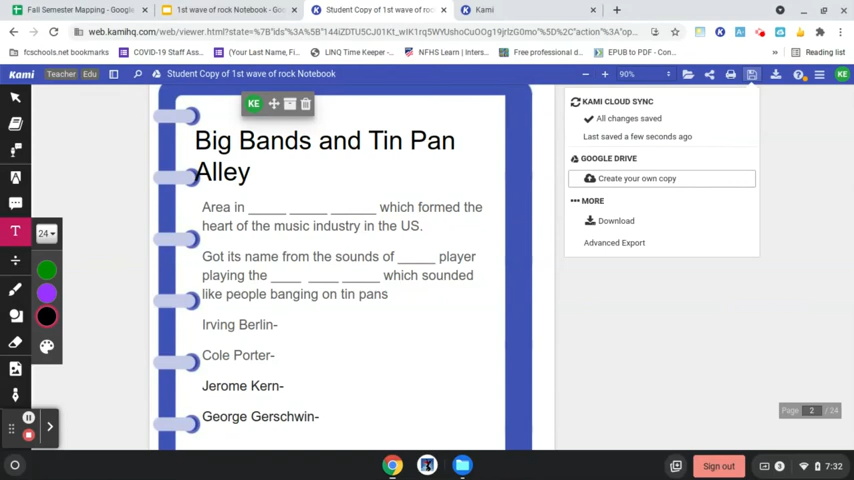 Fall Semester Mapping - Google
1st wave of rock Notebook - Goo
Student Copy of 1st wave of rock
Kami
web.kamihq.com/web/viewer.html?state=%7B"ids%3A%5B"144iZDTU5CJ01Kt_wIK1rq5WYUshoCuOOg19jrlzG0mo"%5D%2C"action"%3A"op...
fcschools.net bookmarks
COVID-19 Staff Ass...
(Your Last Name, Fi...
LINQ Time Keeper -...
NFHS Learn | Inter...
Free professional d...
EPUB to PDF - Con...
Reading list
Kami
Teacher
Edu
Student Copy of 1st wave of rock Notebook
90%
KE
KE
Big Bands and Tin Pan
Alley
Area in _____ _____ ______ which formed the
heart of the music industry in the US.
Got its name from the sounds of _____ player
playing the ____ ____ _____ which sounded
like people banging on tin pans
Irving Berlin-
Cole Porter-
Jerome Kern-
George Gerschwin-
KAMI CLOUD SYNC
All changes saved
Last saved a few seconds ago
GOOGLE DRIVE
Create your own copy
MORE
Download
Advanced Export
T
24
Page 2 / 24
Sign out
3
7:32